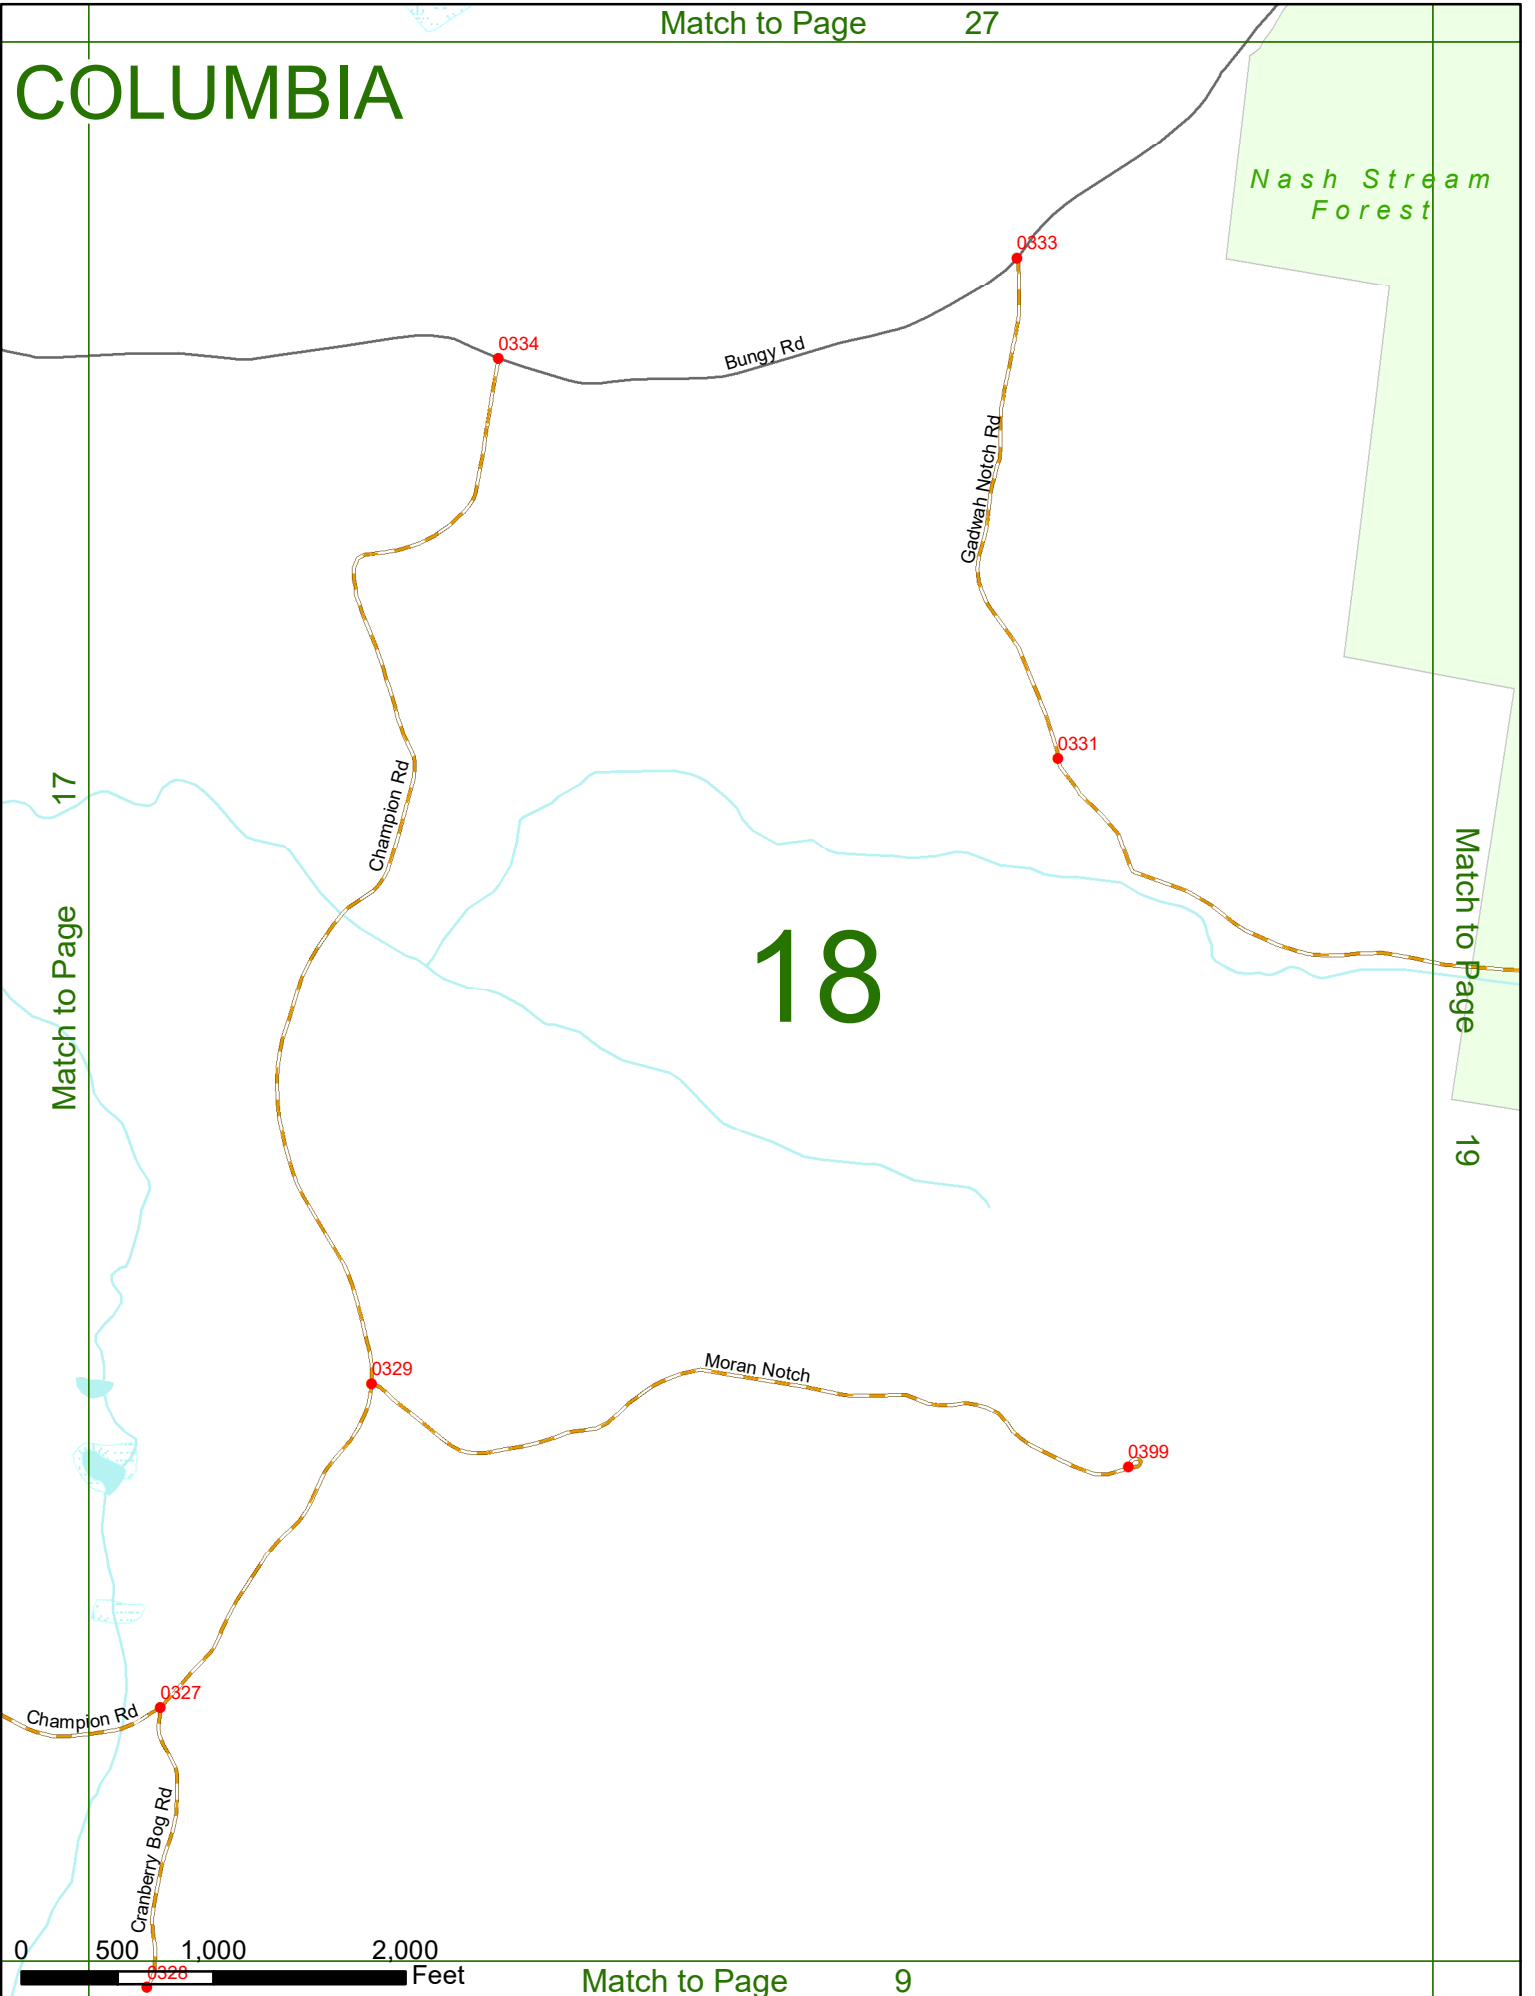 Match to Page 27
COLUMBIA
Nash Stream
Forest
0333
0334
Bungy Rd
Gadwah Notch Rd
0331
Champion Rd
Match to Page 17
18
Match to Page 19
0329
Moran Notch
0399
0327
Champion Rd
Cranberry Bog Rd
0 500 1,000 2,000
Feet
0328
Match to Page 9